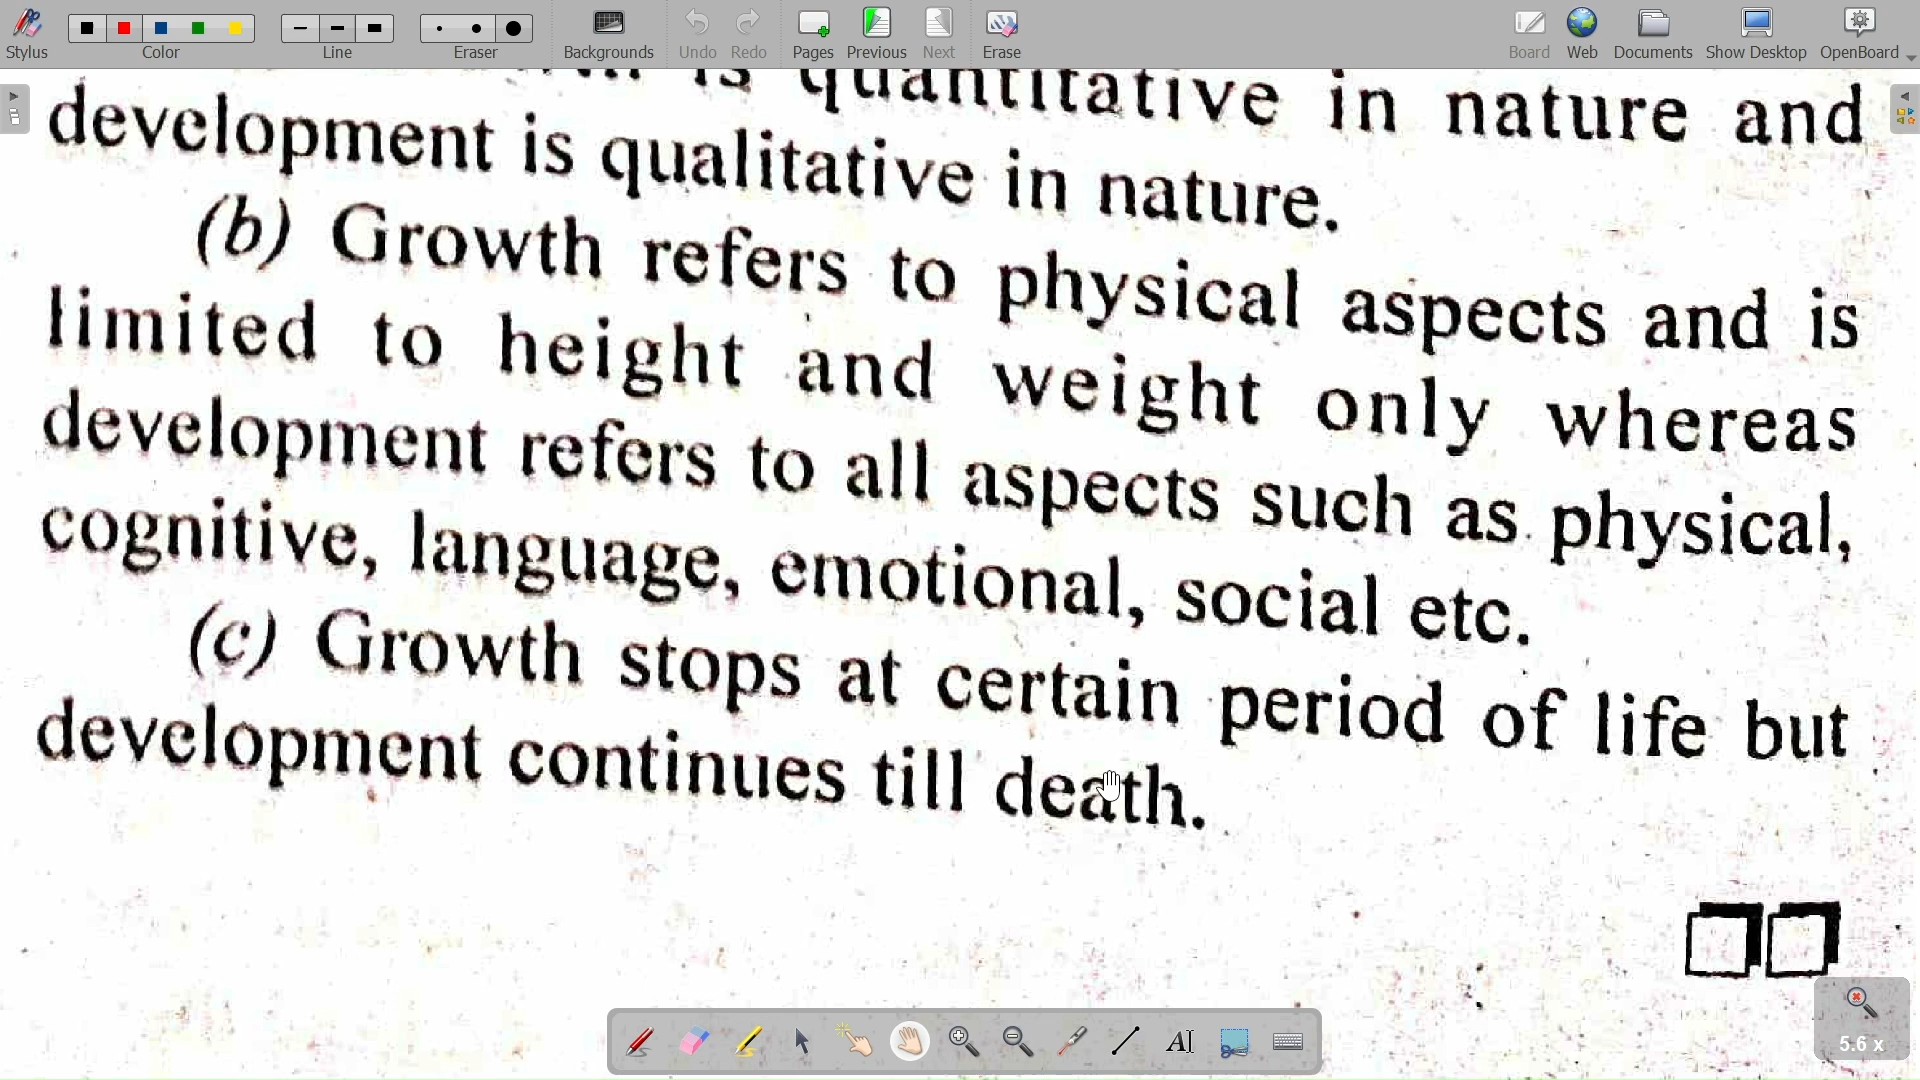 Stylus
Color
Line
Eraser
Backgrounds
Undo
Redo
Pages
Previous
Next
Erase
Board
Web
Documents
Show Desktop
OpenBoard
is quantitative in nature and
development is qualitative in nature.
(b) Growth refers to physical aspects and is
limited to height and weight only whereas
development refers to all aspects such as physical,
cognitive, language, emotional, social etc.
(c) Growth stops at certain period of life but
development continues till death.
5.6 x